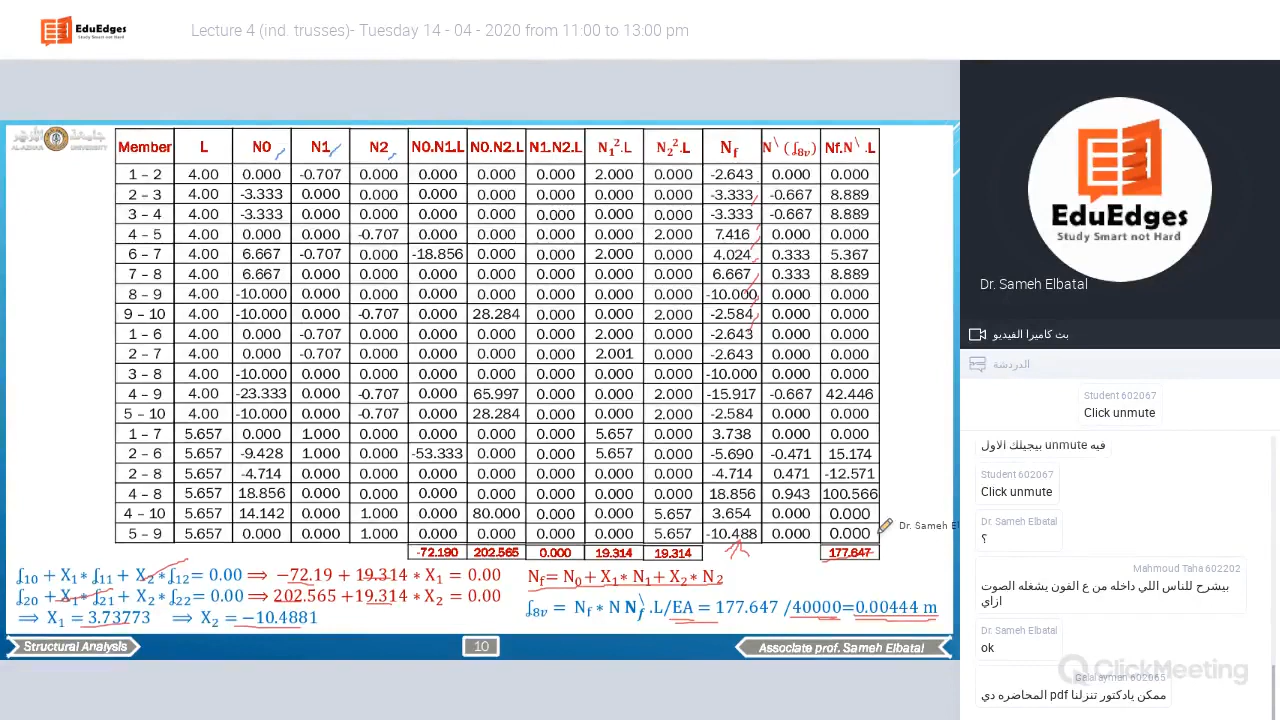 EduEdges
Study Smart not Hard
Lecture 4 (ind. trusses)- Tuesday 14 - 04 - 2020 from 11:00 to 13:00 pm
جامعة الأزهر
AL-AZHAR UNIVERSITY
Member L N0 N1 N2 N0.N1.L N0.N2.L N1.N2.L N₁².L N₂².L Nf N\ (∫8v) Nf.N\ .L
1 – 2 4.00 0.000 -0.707 0.000 0.000 0.000 0.000 2.000 0.000 -2.643 0.000 0.000
2 – 3 4.00 -3.333 0.000 0.000 0.000 0.000 0.000 0.000 0.000 -3.333 -0.667 8.889
3 – 4 4.00 -3.333 0.000 0.000 0.000 0.000 0.000 0.000 0.000 -3.333 -0.667 8.889
4 – 5 4.00 0.000 0.000 -0.707 0.000 0.000 0.000 0.000 2.000 7.416 0.000 0.000
6 – 7 4.00 6.667 -0.707 0.000 -18.856 0.000 0.000 2.000 0.000 4.024 0.333 5.367
7 – 8 4.00 6.667 0.000 0.000 0.000 0.000 0.000 0.000 0.000 6.667 0.333 8.889
8 – 9 4.00 -10.000 0.000 0.000 0.000 0.000 0.000 0.000 0.000 -10.000 0.000 0.000
9 – 10 4.00 -10.000 0.000 -0.707 0.000 28.284 0.000 0.000 2.000 -2.584 0.000 0.000
1 – 6 4.00 0.000 -0.707 0.000 0.000 0.000 0.000 2.000 0.000 -2.643 0.000 0.000
2 – 7 4.00 0.000 -0.707 0.000 0.000 0.000 0.000 2.001 0.000 -2.643 0.000 0.000
3 – 8 4.00 -10.000 0.000 0.000 0.000 0.000 0.000 0.000 0.000 -10.000 0.000 0.000
4 – 9 4.00 -23.333 0.000 -0.707 0.000 65.997 0.000 0.000 2.000 -15.917 -0.667 42.446
5 – 10 4.00 -10.000 0.000 -0.707 0.000 28.284 0.000 0.000 2.000 -2.584 0.000 0.000
1 – 7 5.657 0.000 1.000 0.000 0.000 0.000 0.000 5.657 0.000 3.738 0.000 0.000
2 – 6 5.657 -9.428 1.000 0.000 -53.333 0.000 0.000 5.657 0.000 -5.690 -0.471 15.174
2 – 8 5.657 -4.714 0.000 0.000 0.000 0.000 0.000 0.000 0.000 -4.714 0.471 -12.571
4 – 8 5.657 18.856 0.000 0.000 0.000 0.000 0.000 0.000 0.000 18.856 0.943 100.566
4 – 10 5.657 14.142 0.000 1.000 0.000 80.000 0.000 0.000 5.657 3.654 0.000 0.000
5 – 9 5.657 0.000 0.000 1.000 0.000 0.000 0.000 0.000 5.657 -10.488 0.000 0.000
-72.190 202.565 0.000 19.314 19.314 177.647
∫10 + X₁* ∫11 + X₂* ∫12= 0.00 ⟹ −72.19 + 19.314 * X₁ = 0.00
∫20 + X₁* ∫21 + X₂* ∫22= 0.00 ⟹ 202.565 +19.314 * X₂ = 0.00
⟹ X₁ = 3.73773 ⟹ X₂ = −10.4881
Nf= N₀+ X₁* N₁+ X₂* N₂
∫8v = Nf * N N\f .L/EA = 177.647 /40000=0.00444 m
Structural Analysis
10
Associate prof. Sameh Elbatal
EduEdges
Study Smart not Hard
Dr. Sameh Elbatal
بث كاميرا الفيديو
الدردشة
Student 602067
Click unmute
فيه unmute بيجيلك الاول
Student 602067
Click unmute
Dr. Sameh Elbatal
؟
Mahmoud Taha 602202
بيشرح للناس اللي داخله من ع الفون يشغله الصوت
ازاي
Dr. Sameh Elbatal
ok
Galal aymen 602065
ممكن يادكتور تنزلنا pdf المحاضره دي
ClickMeeting